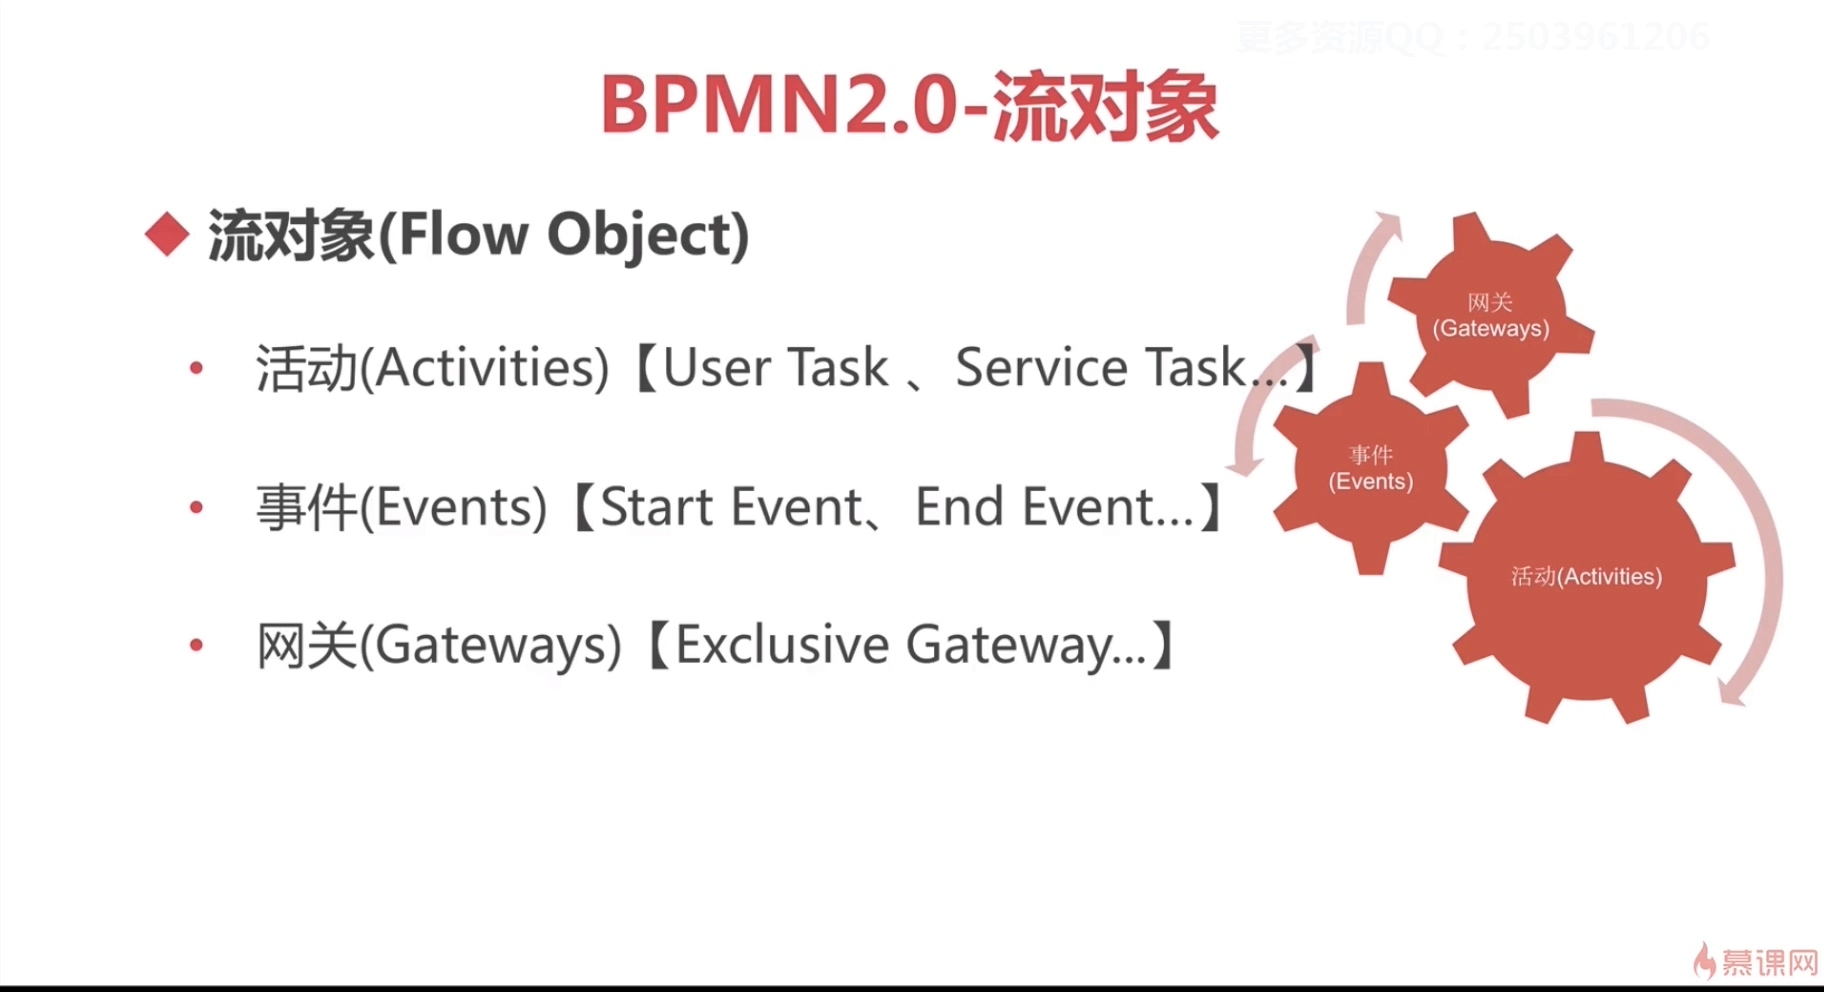 更多资源QQ：2503961206
BPMN2.0-流对象
流对象(Flow Object)
活动(Activities)【User Task 、Service Task...】
事件(Events)【Start Event、End Event...】
网关(Gateways)【Exclusive Gateway...】
网关
(Gateways)
事件
(Events)
活动(Activities)
慕课网